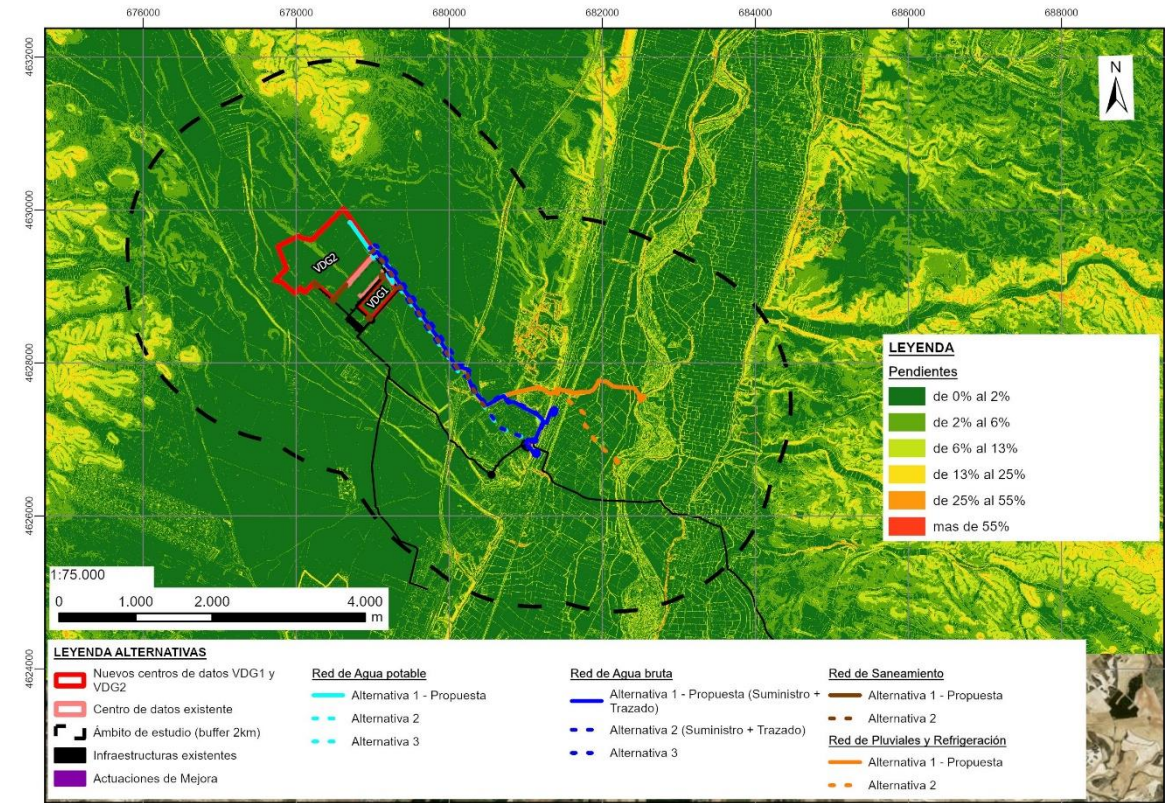 676000 678000 680000 682000 684000 686000 688000
4632000
N
4630000
VDG2
VDG1
4628000
LEYENDA
Pendientes
de 0% al 2%
de 2% al 6%
de 6% al 13%
de 13% al 25%
de 25% al 55%
mas de 55%
4626000
1:75.000
0 1.000 2.000 4.000
m
4624000
LEYENDA ALTERNATIVAS
Nuevos centros de datos VDG1 y
VDG2
Centro de datos existente
Ámbito de estudio (buffer 2km)
Infraestructuras existentes
Actuaciones de Mejora
Red de Agua potable
Alternativa 1 - Propuesta
Alternativa 2
Alternativa 3
Red de Agua bruta
Alternativa 1 - Propuesta (Suministro +
Trazado)
Alternativa 2 (Suministro + Trazado)
Alternativa 3
Red de Saneamiento
Alternativa 1 - Propuesta
Alternativa 2
Red de Pluviales y Refrigeración
Alternativa 1 - Propuesta
Alternativa 2